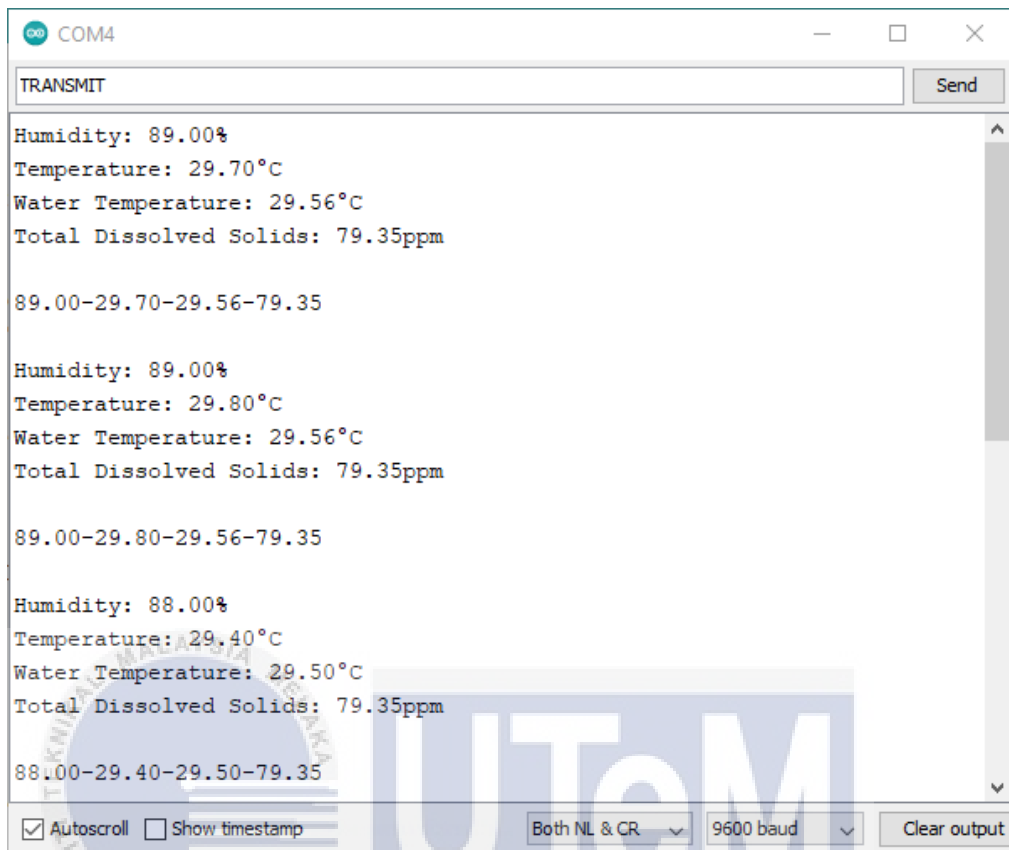 COM4
TRANSMIT
Send
Humidity: 89.00%
Temperature: 29.70°C
Water Temperature: 29.56°C
Total Dissolved Solids: 79.35ppm
89.00-29.70-29.56-79.35
Humidity: 89.00%
Temperature: 29.80°C
Water Temperature: 29.56°C
Total Dissolved Solids: 79.35ppm
89.00-29.80-29.56-79.35
Humidity: 88.00%
Temperature: 29.40°C
Water Temperature: 29.50°C
Total Dissolved Solids: 79.35ppm
88.00-29.40-29.50-79.35
Autoscroll Show timestamp Both NL & CR 9600 baud Clear output
MALAYSIA
UTeM